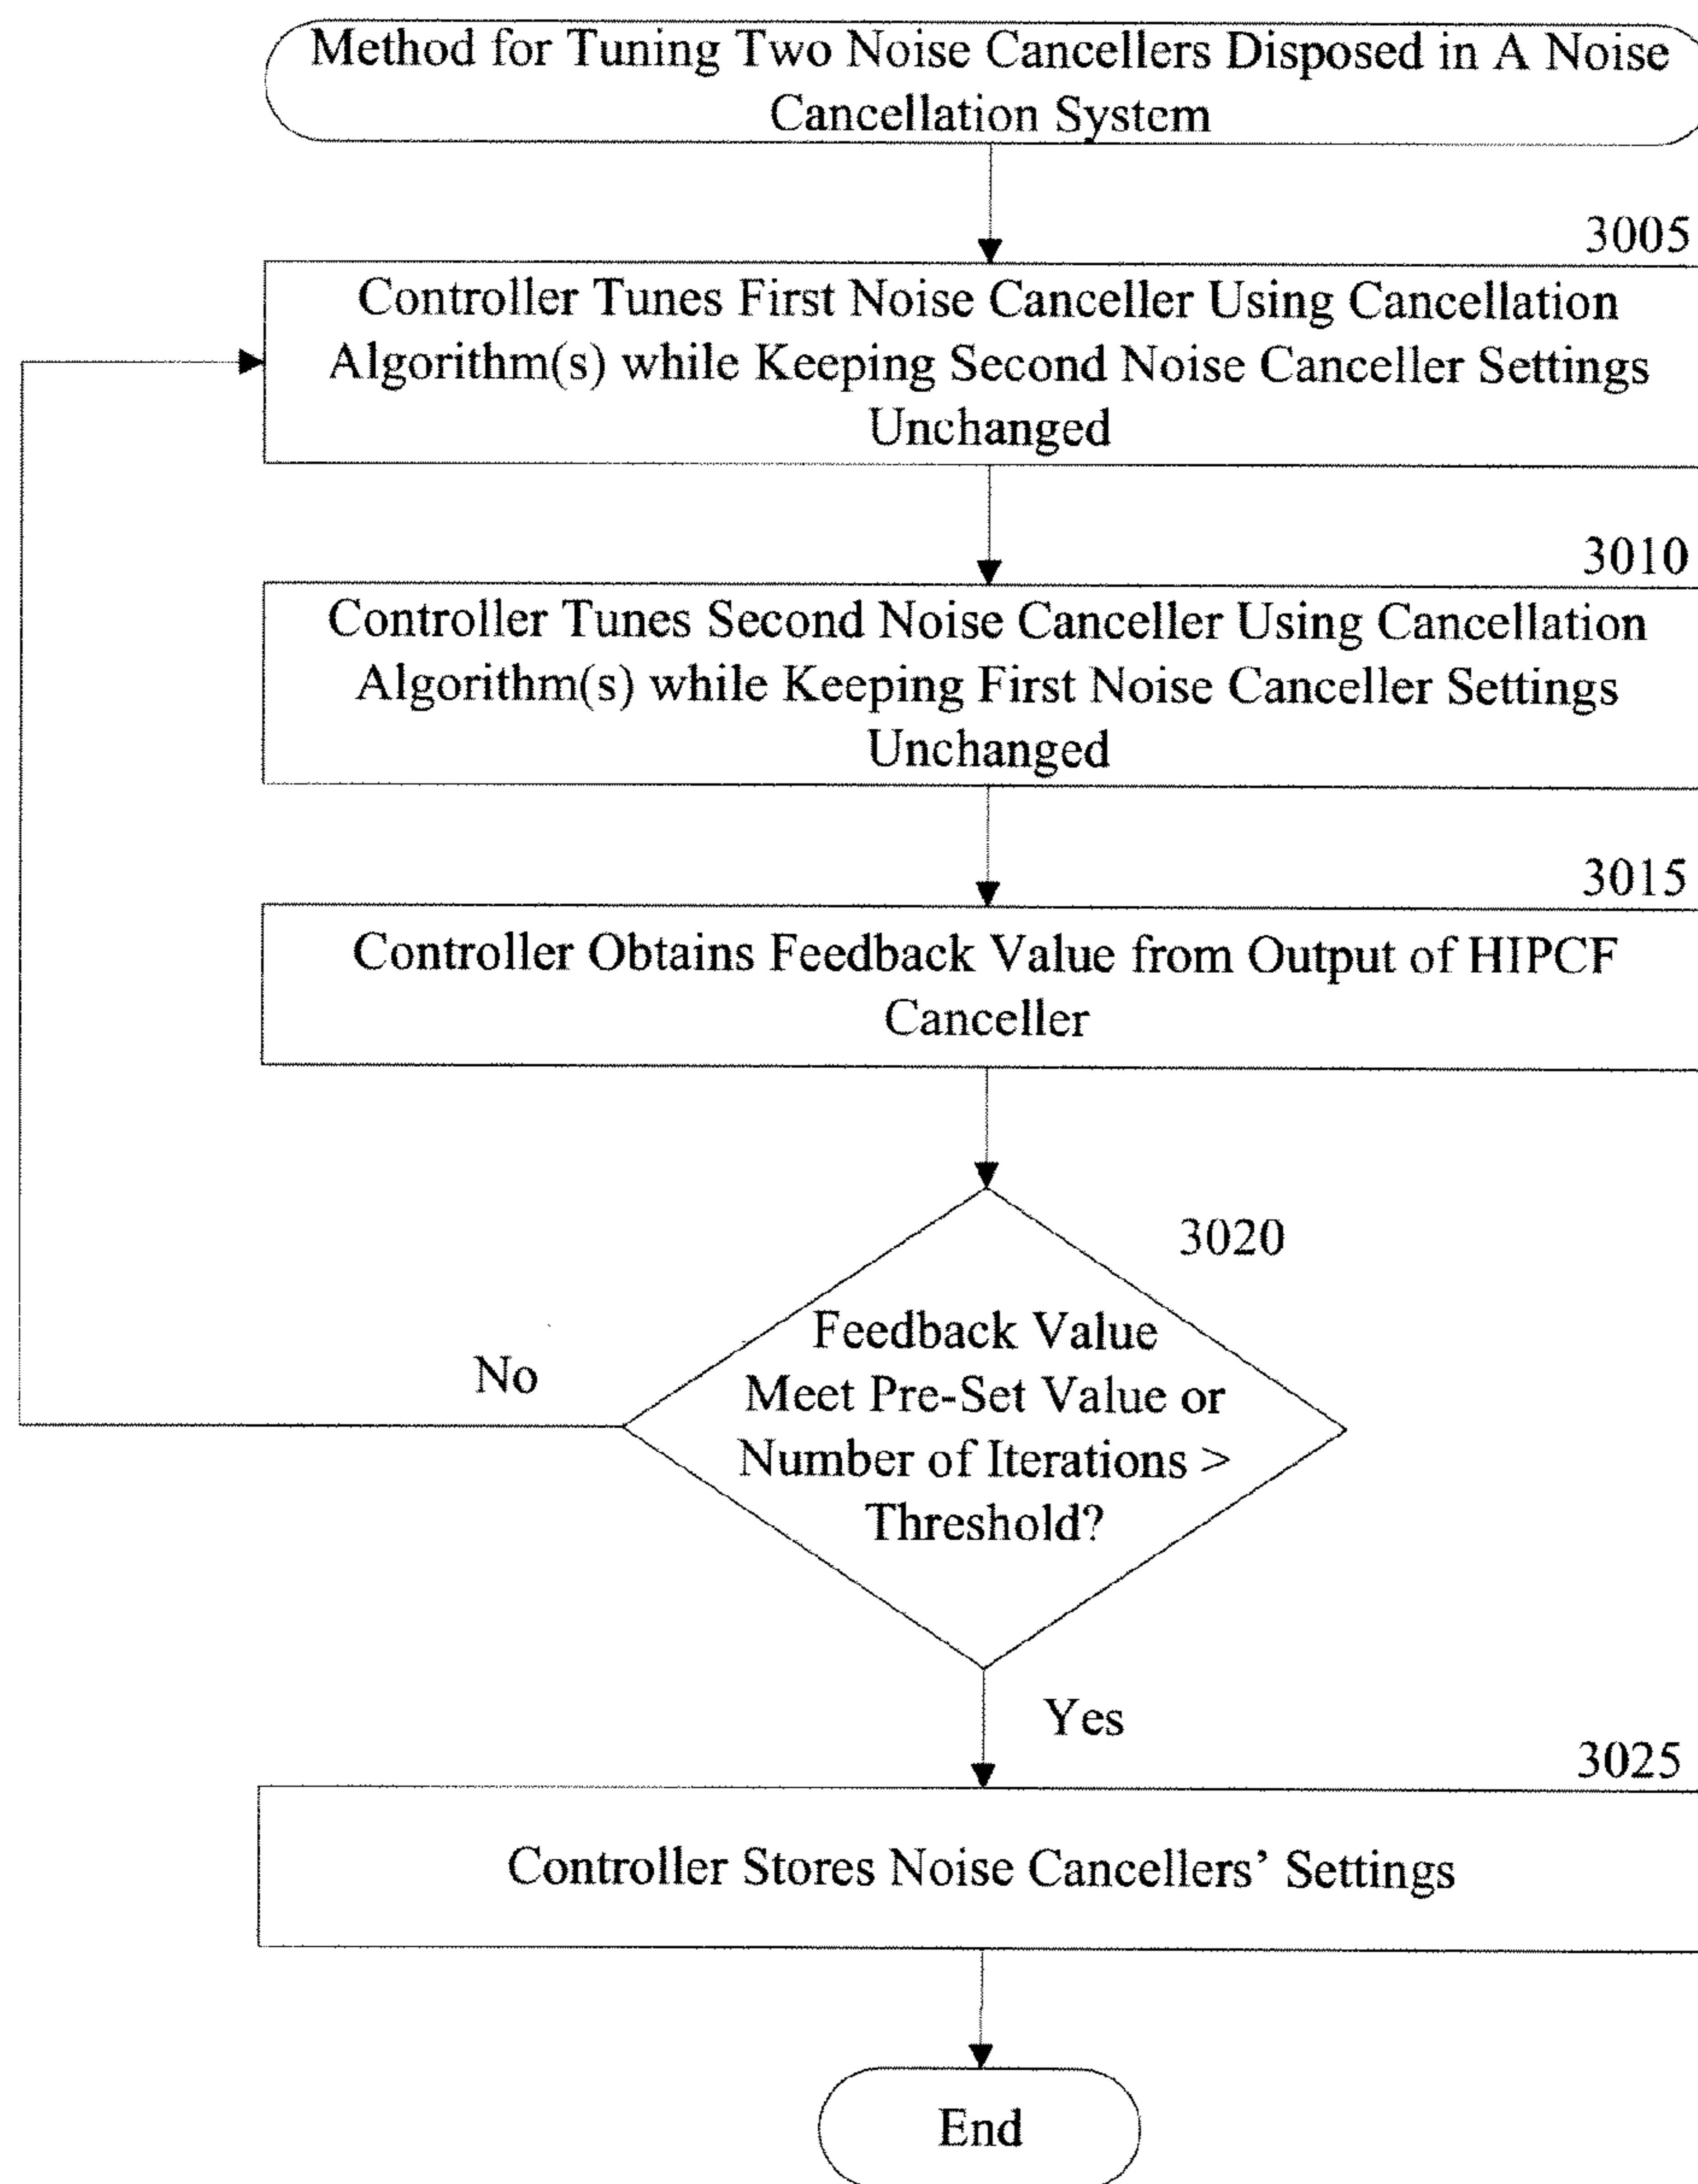 Method for Tuning Two Noise Cancellers Disposed in A Noise
Cancellation System
3005
Controller Tunes First Noise Canceller Using Cancellation
Algorithm(s) while Keeping Second Noise Canceller Settings
Unchanged
3010
Controller Tunes Second Noise Canceller Using Cancellation
Algorithm(s) while Keeping First Noise Canceller Settings
Unchanged
3015
Controller Obtains Feedback Value from Output of HIPCF
Canceller
3020
Feedback Value
Meet Pre-Set Value or
Number of Iterations >
Threshold?
No
Yes
3025
Controller Stores Noise Cancellers’ Settings
End